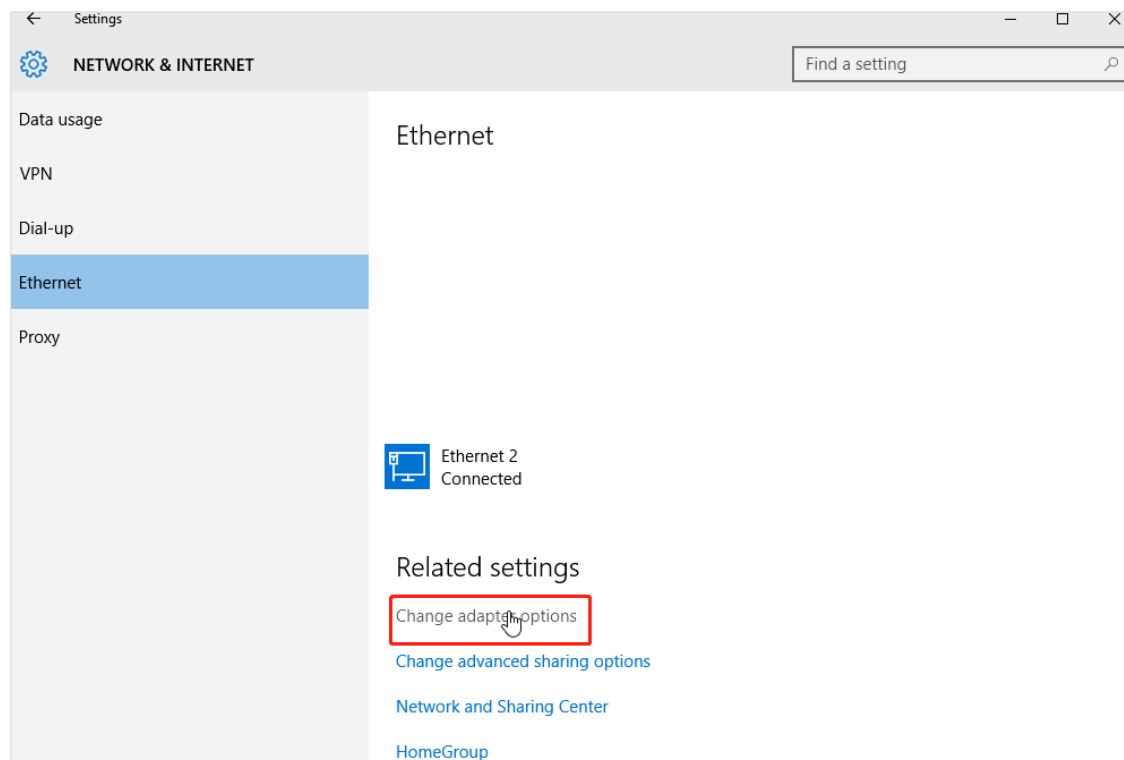 Settings
NETWORK & INTERNET
Find a setting
Data usage
VPN
Dial-up
Ethernet
Proxy
Ethernet
Ethernet 2
Connected
Related settings
Change adapter options
Change advanced sharing options
Network and Sharing Center
HomeGroup